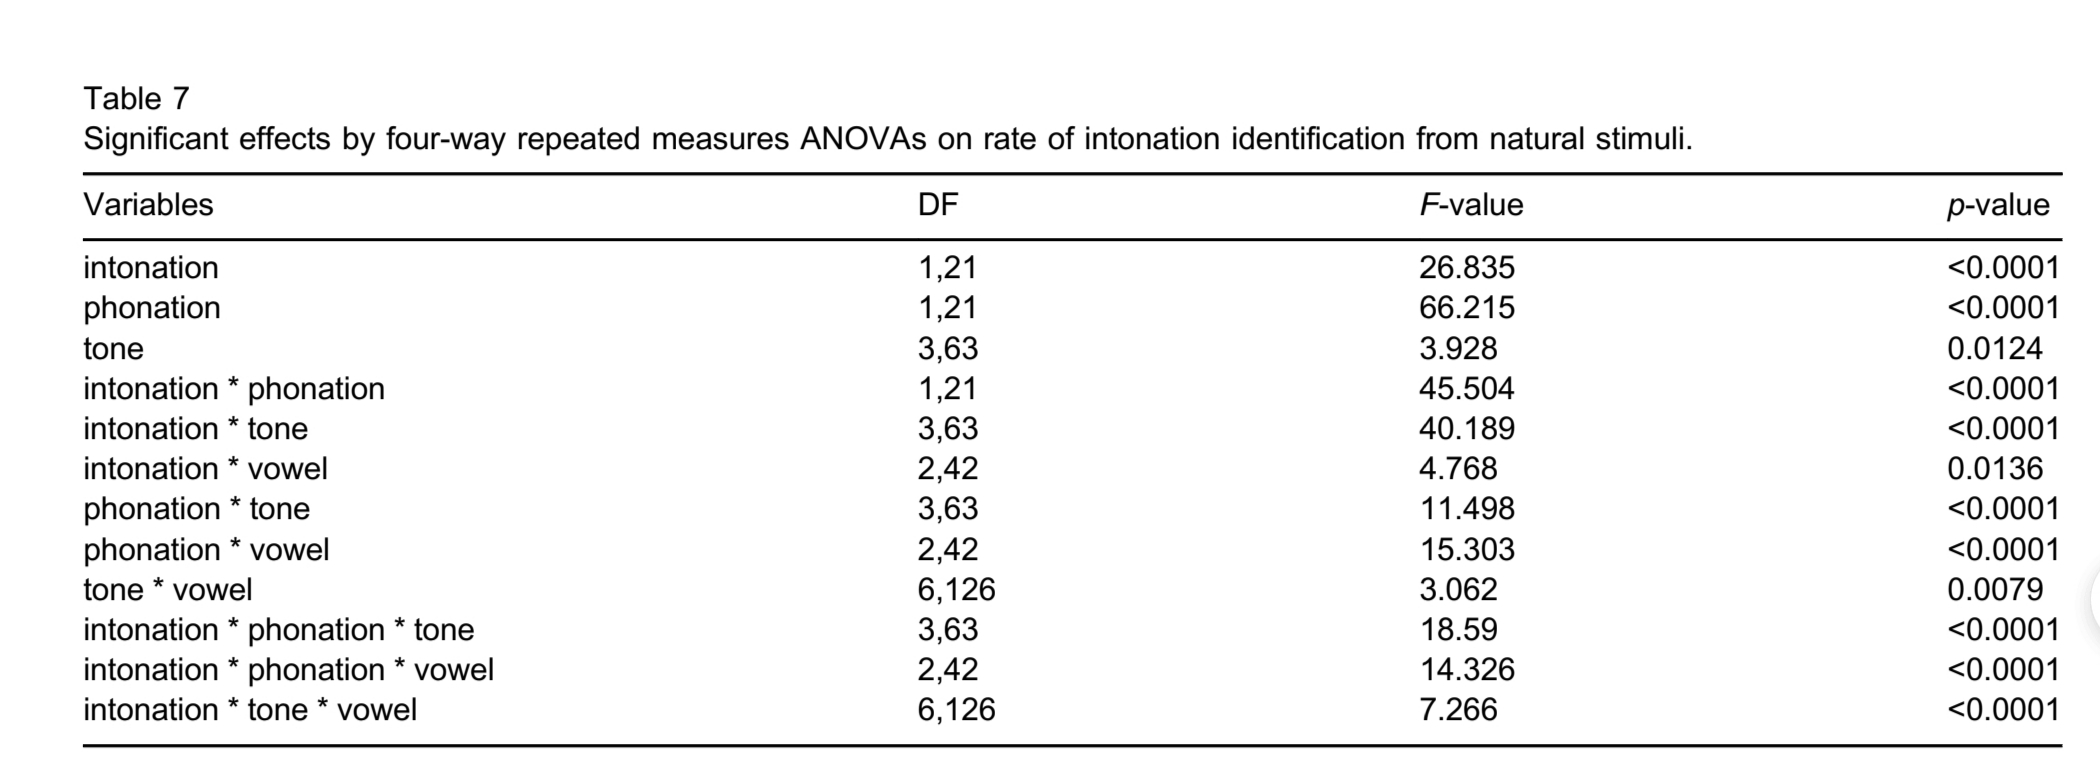 Table 7
Significant effects by four-way repeated measures ANOVAs on rate of intonation identification from natural stimuli.
Variables DF F-value p-value
intonation 1,21 26.835 <0.0001
phonation 1,21 66.215 <0.0001
tone 3,63 3.928 0.0124
intonation * phonation 1,21 45.504 <0.0001
intonation * tone 3,63 40.189 <0.0001
intonation * vowel 2,42 4.768 0.0136
phonation * tone 3,63 11.498 <0.0001
phonation * vowel 2,42 15.303 <0.0001
tone * vowel 6,126 3.062 0.0079
intonation * phonation * tone 3,63 18.59 <0.0001
intonation * phonation * vowel 2,42 14.326 <0.0001
intonation * tone * vowel 6,126 7.266 <0.0001